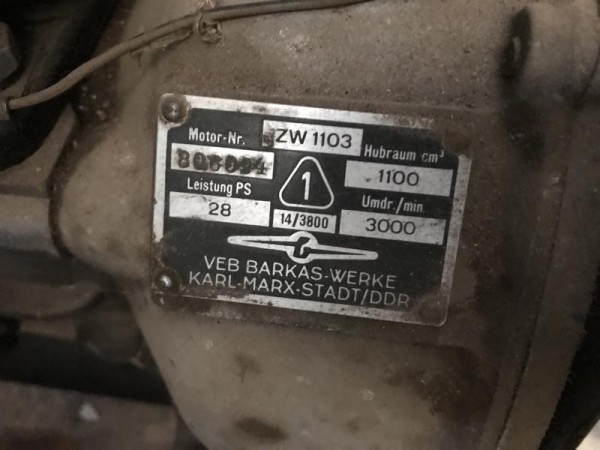 ZW 1103
Motor-Nr.
Hubraum cm³
806094
1100
Leistung PS
1
Umdr./min
28
14/3800
3000
VEB BARKAS-WERKE
KARL-MARX-STADT/DDR